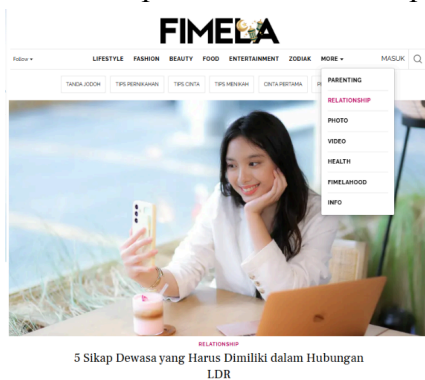 FIMELA
Follow LIFESTYLE FASHION BEAUTY FOOD ENTERTAINMENT ZODIAK MORE MASUK
TANDA JODOH TIPS PERNIKAHAN TIPS CINTA TIPS MENIKAH CINTA PERTAMA
PARENTING
RELATIONSHIP
PHOTO
VIDEO
HEALTH
FIMELAHOOD
INFO
RELATIONSHIP
5 Sikap Dewasa yang Harus Dimiliki dalam Hubungan
LDR